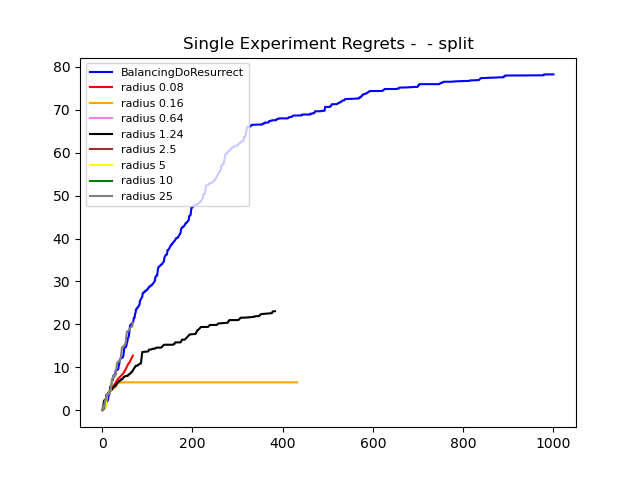 Single Experiment Regrets -  - split
80
70
60
50
40
30
20
10
0
BalancingDoResurrect
radius 0.08
radius 0.16
radius 0.64
radius 1.24
radius 2.5
radius 5
radius 10
radius 25
0 200 400 600 800 1000